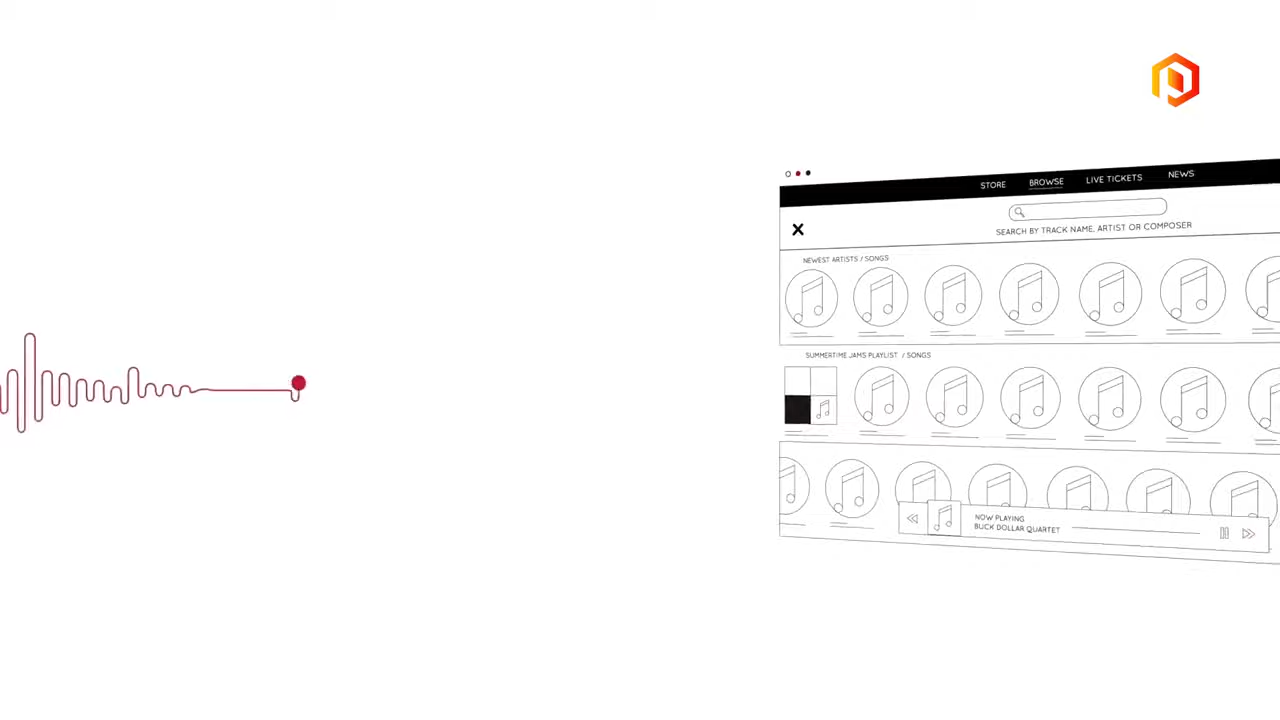 STORE BROWSE LIVE TICKETS NEWS
SEARCH BY TRACK NAME, ARTIST OR COMPOSER
NEWEST ARTISTS / SONGS
SUMMERTIME JAMS PLAYLIST / SONGS
NOW PLAYING
BUCK DOLLAR QUARTET